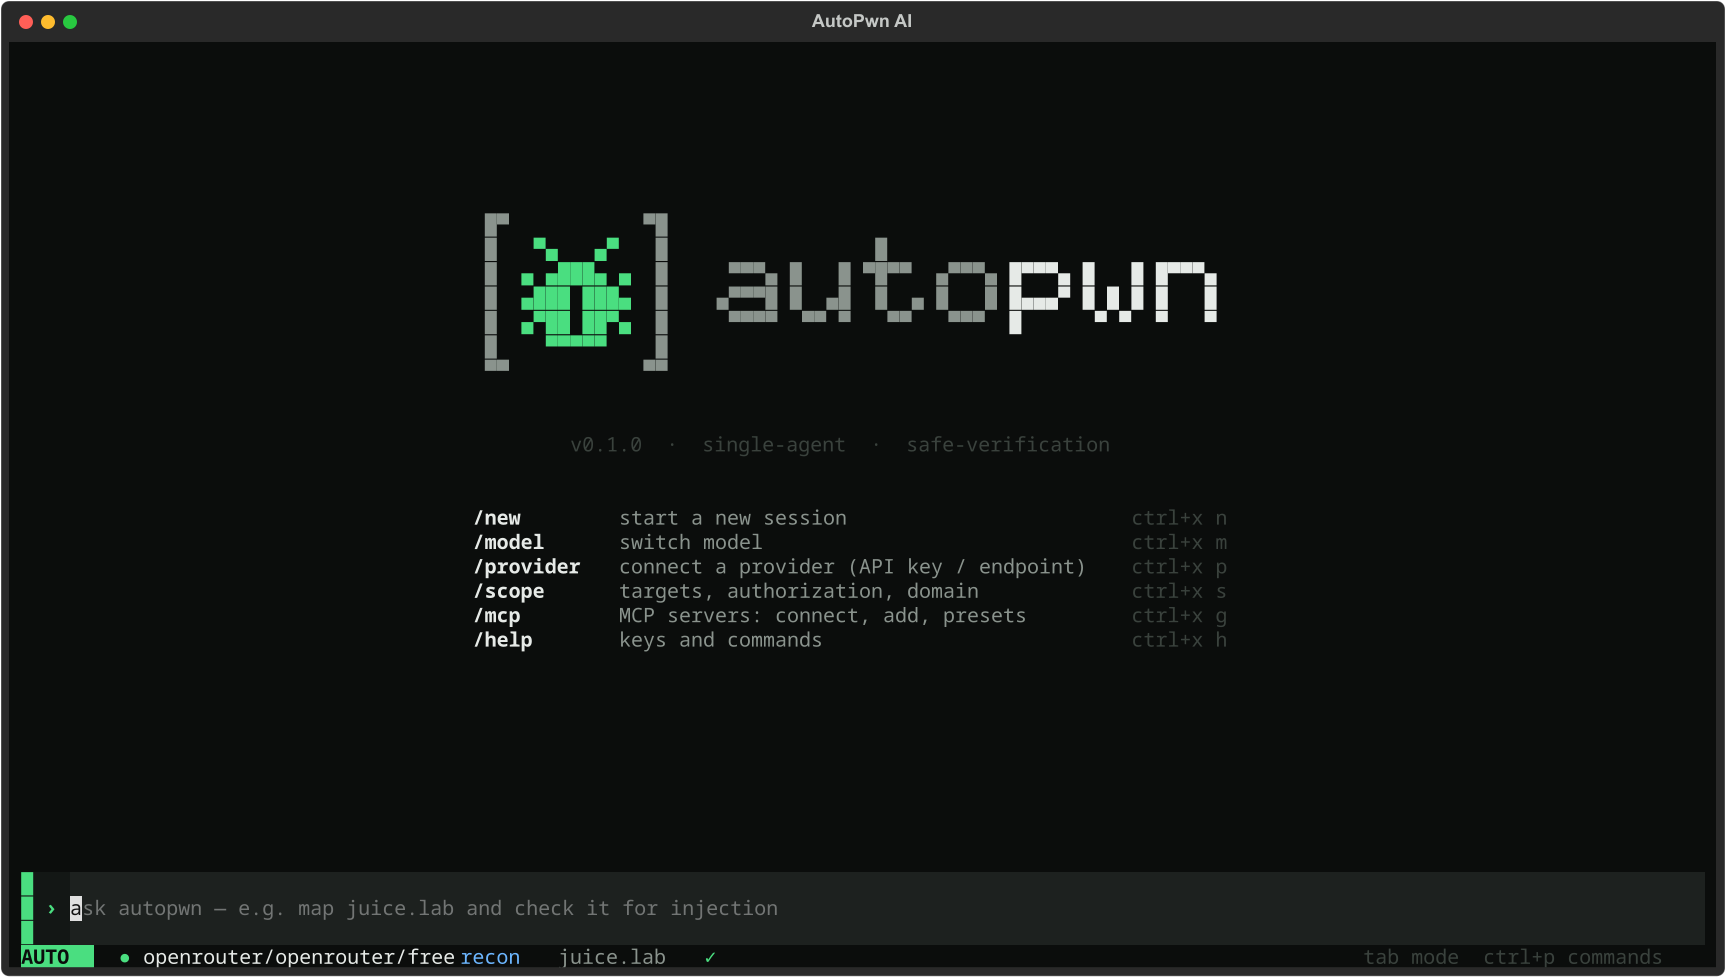 AutoPwn AI
autopwn
v0.1.0 · single-agent · safe-verification
/new start a new session ctrl+x n
/model switch model ctrl+x m
/provider connect a provider (API key / endpoint) ctrl+x p
/scope targets, authorization, domain ctrl+x s
/mcp MCP servers: connect, add, presets ctrl+x g
/help keys and commands ctrl+x h
› ask autopwn — e.g. map juice.lab and check it for injection
AUTO ● openrouter/openrouter/free recon juice.lab ✓ tab mode ctrl+p commands